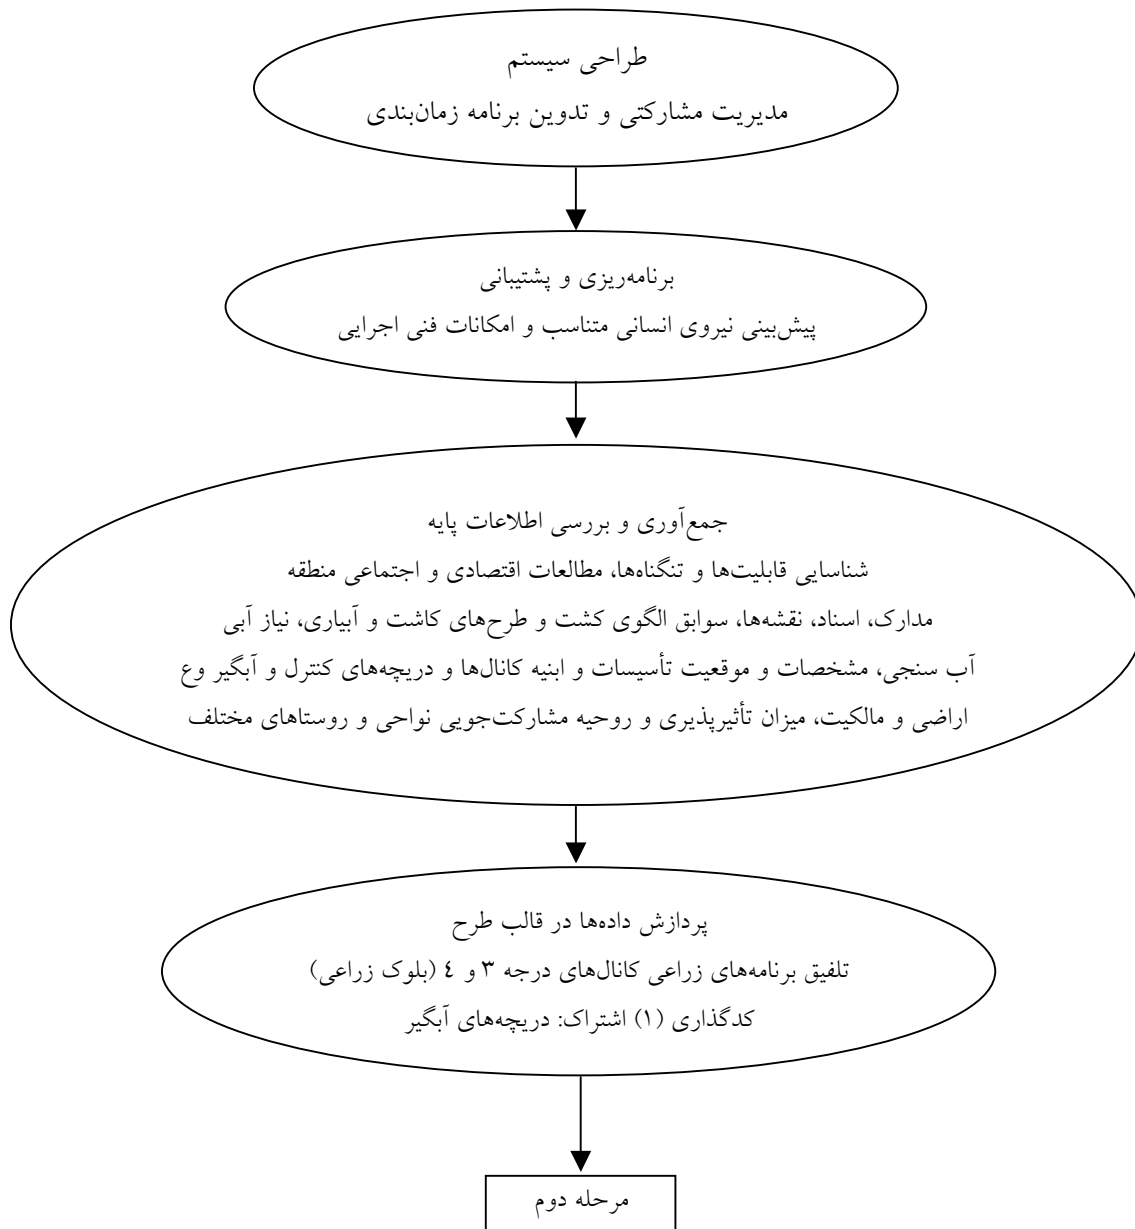 طراحی سیستم
مدیریت مشارکتی و تدوین برنامه زمان‌بندی
برنامه‌ریزی و پشتیبانی
پیش‌بینی نیروی انسانی متناسب و امکانات فنی اجرایی
جمع‌آوری و بررسی اطلاعات پایه
شناسایی قابلیت‌ها و تنگناه‌ها، مطالعات اقتصادی و اجتماعی منطقه
مدارک، اسناد، نقشه‌ها، سوابق الگوی کشت و طرح‌های کاشت و آبیاری، نیاز آبی
آب سنجی، مشخصات و موقعیت تأسیسات و ابنیه کانال‌ها و دریچه‌های کنترل و آبگیر وع
اراضی و مالکیت، میزان تأثیرپذیری و روحیه مشارکت‌جویی نواحی و روستاهای مختلف
پردازش داده‌ها در قالب طرح
تلفیق برنامه‌های زراعی کانال‌های درجه ٣ و ٤ (بلوک زراعی)
کدگذاری (١) اشتراک: دریچه‌های آبگیر
مرحله دوم